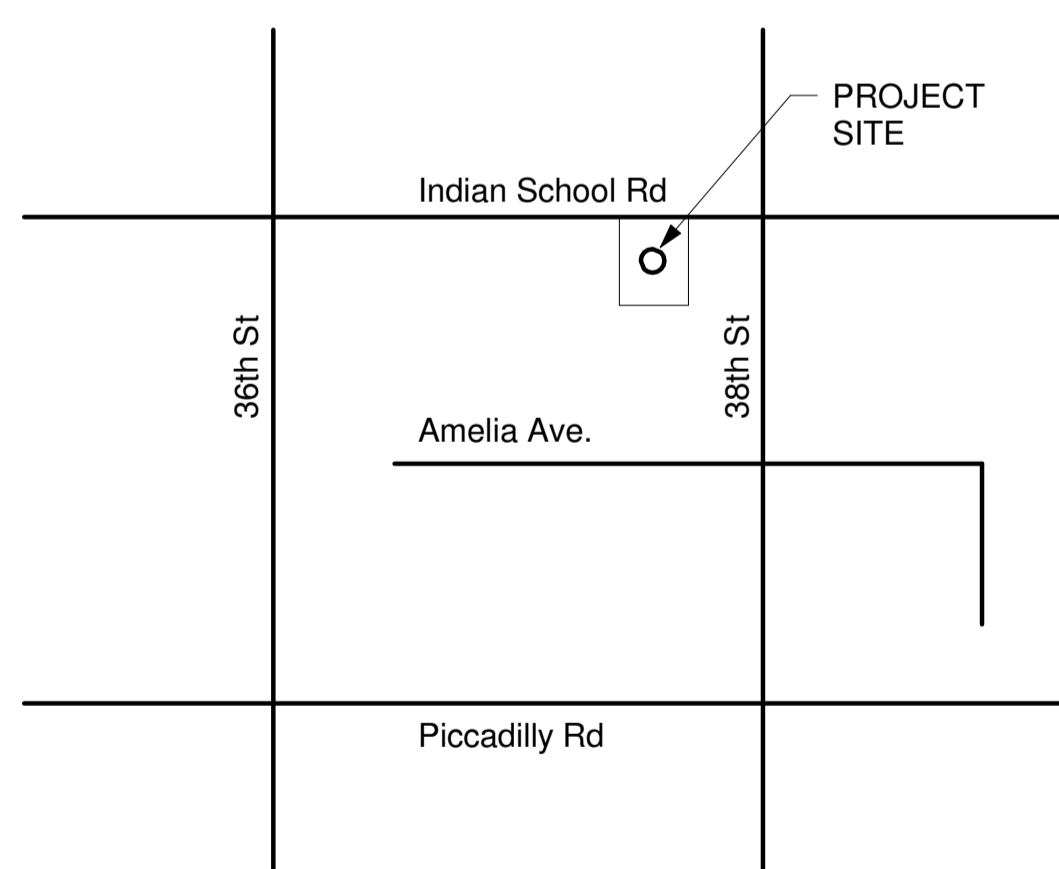 PROJECT
SITE
Indian School Rd
36th St
38th St
Amelia Ave.
Piccadilly Rd